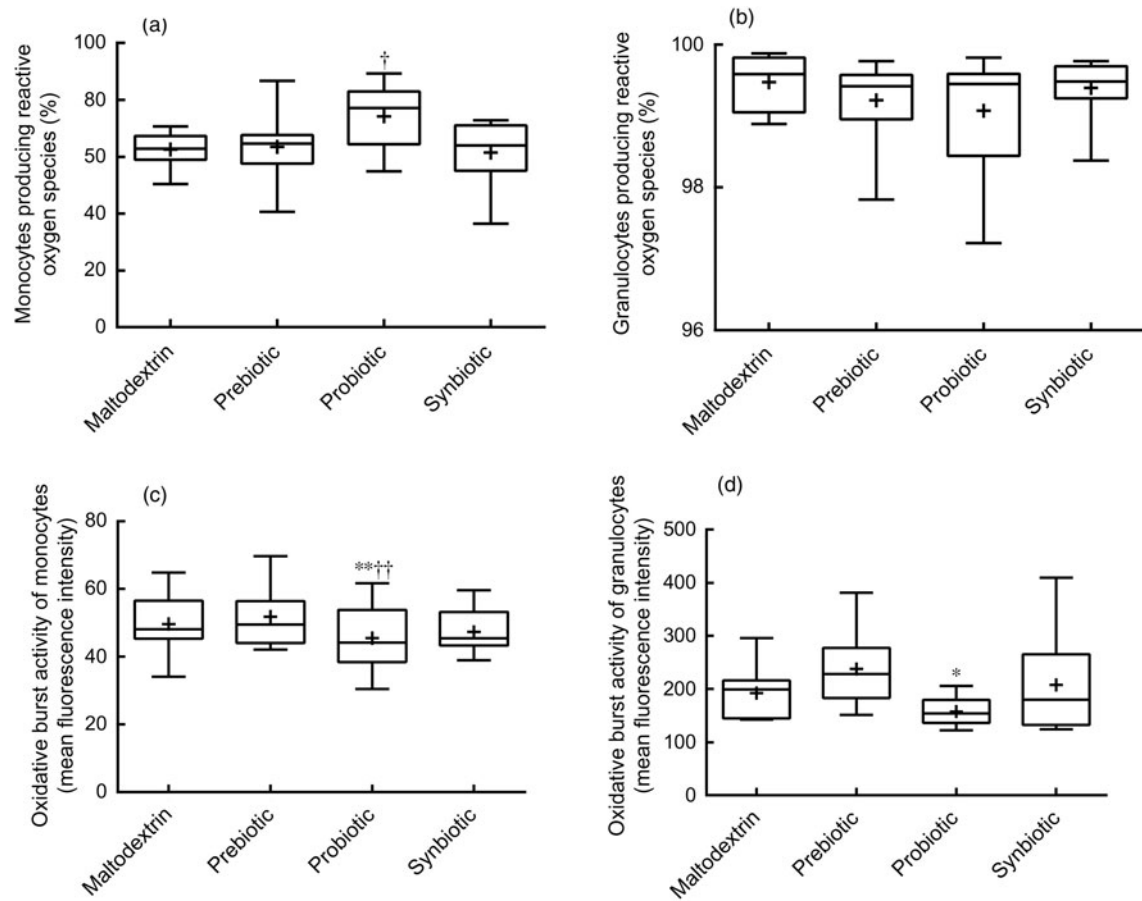 (a)
Monocytes producing reactive
oxygen species (%)
100
80
50
40
20
0
†
Maltodextrin
Prebiotic
Probiotic
Synbiotic
(b)
Granulocytes producing reactive
oxygen species (%)
100
98
96
Maltodextrin
Prebiotic
Probiotic
Synbiotic
(c)
Oxidative burst activity of monocytes
(mean fluorescence intensity)
80
60
40
20
0
**††
Maltodextrin
Prebiotic
Probiotic
Synbiotic
(d)
Oxidative burst activity of granulocytes
(mean fluorescence intensity)
500
400
300
200
100
0
*
Maltodextrin
Prebiotic
Probiotic
Synbiotic